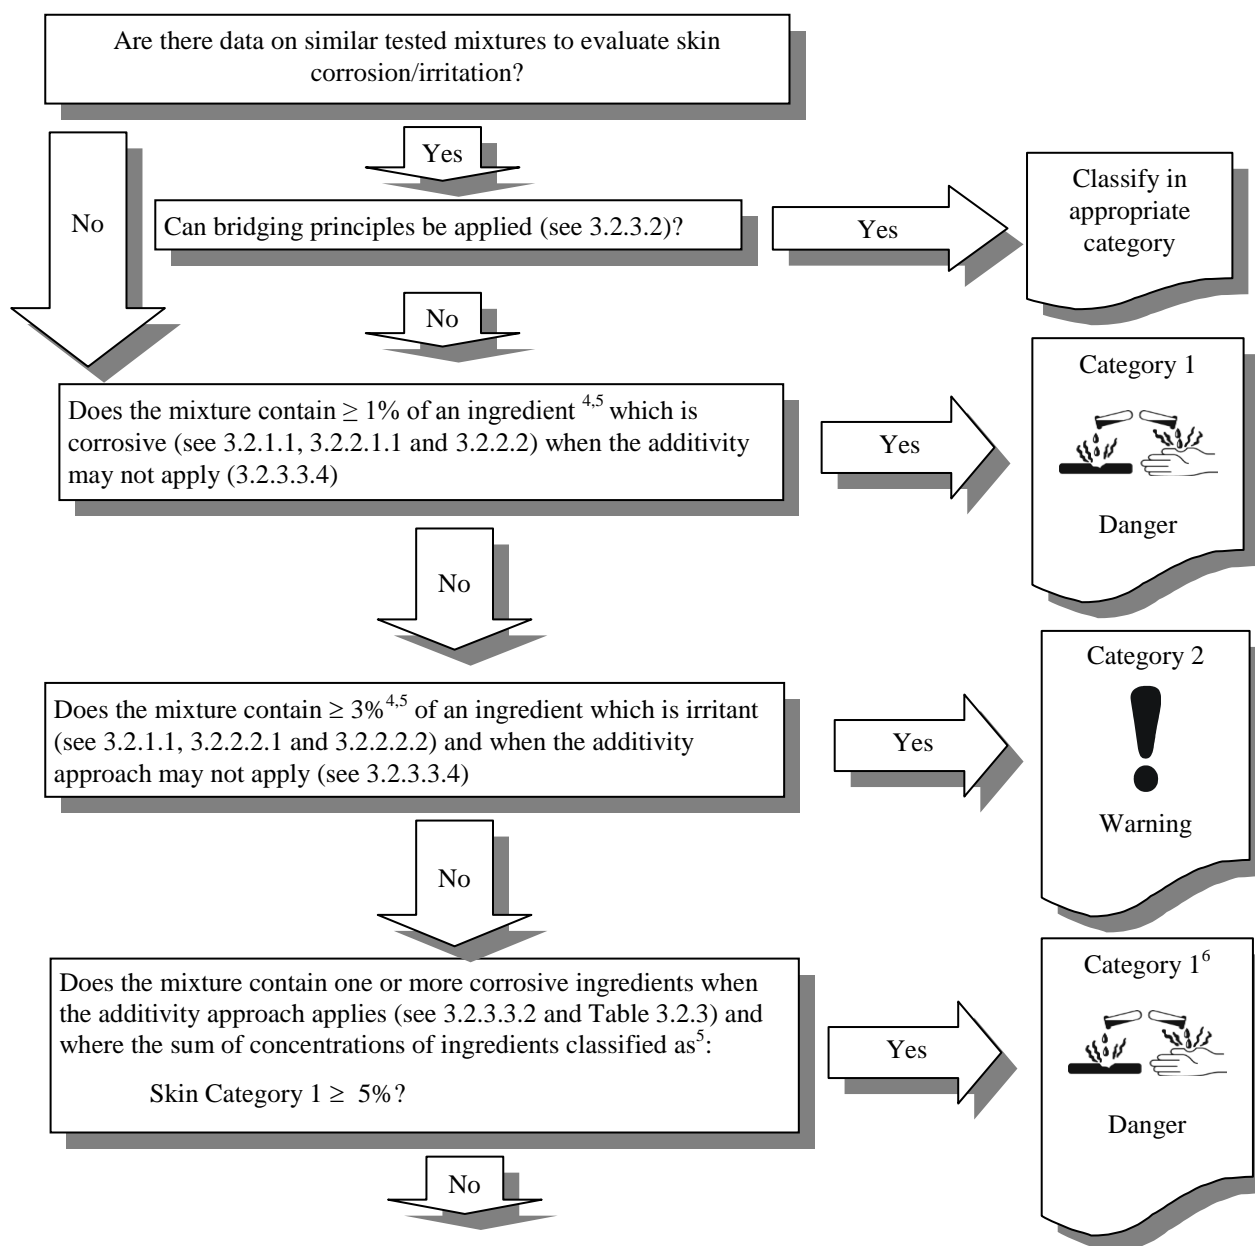 Are there data on similar tested mixtures to evaluate skin
corrosion/irritation?
No
Yes
Can bridging principles be applied (see 3.2.3.2)?
Yes
Classify in
appropriate
category
No
Does the mixture contain ≥ 1% of an ingredient 4,5 which is
corrosive (see 3.2.1.1, 3.2.2.1.1 and 3.2.2.2) when the additivity
may not apply (3.2.3.3.4)
Yes
Category 1
Danger
No
Does the mixture contain ≥ 3%4,5 of an ingredient which is irritant
(see 3.2.1.1, 3.2.2.2.1 and 3.2.2.2.2) and when the additivity
approach may not apply (see 3.2.3.3.4)
Yes
Category 2
Warning
No
Does the mixture contain one or more corrosive ingredients when
the additivity approach applies (see 3.2.3.3.2 and Table 3.2.3) and
where the sum of concentrations of ingredients classified as5:
Skin Category 1 ≥ 5%?
Yes
Category 16
Danger
No